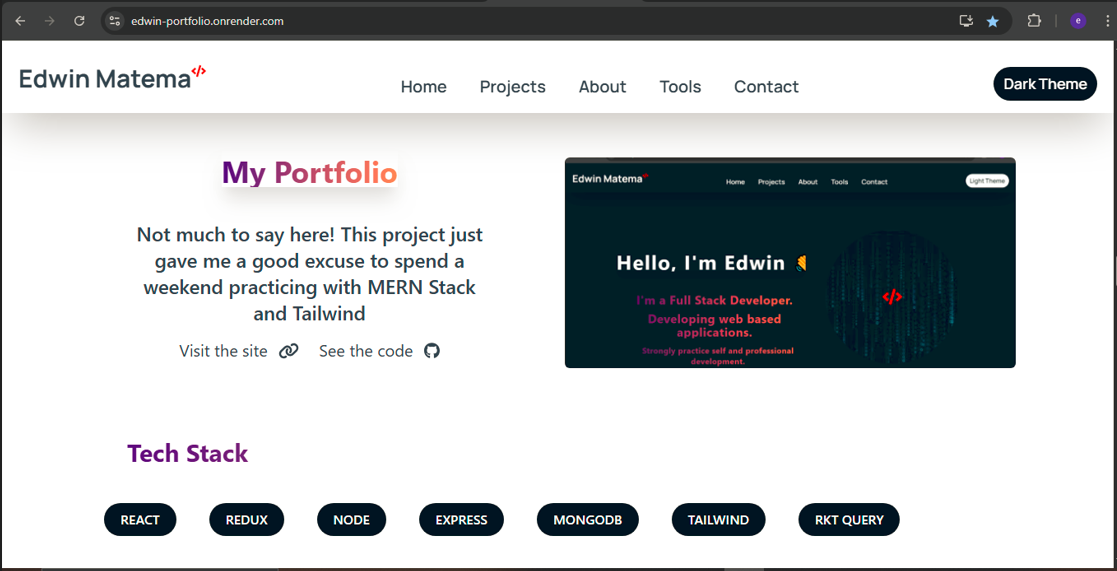 edwin-portfolio.onrender.com
e
Edwin Matema</>
Home Projects About Tools Contact
Dark Theme
My Portfolio
Not much to say here! This project just
gave me a good excuse to spend a
weekend practicing with MERN Stack
and Tailwind
Visit the site
See the code
Edwin Matema
Home Projects About Tools Contact
Light Theme
Hello, I'm Edwin
I'm a Full Stack Developer.
Developing web based
applications.
Strongly practice self and professional
development.
</>
Tech Stack
REACT REDUX NODE EXPRESS MONGODB TAILWIND RKT QUERY